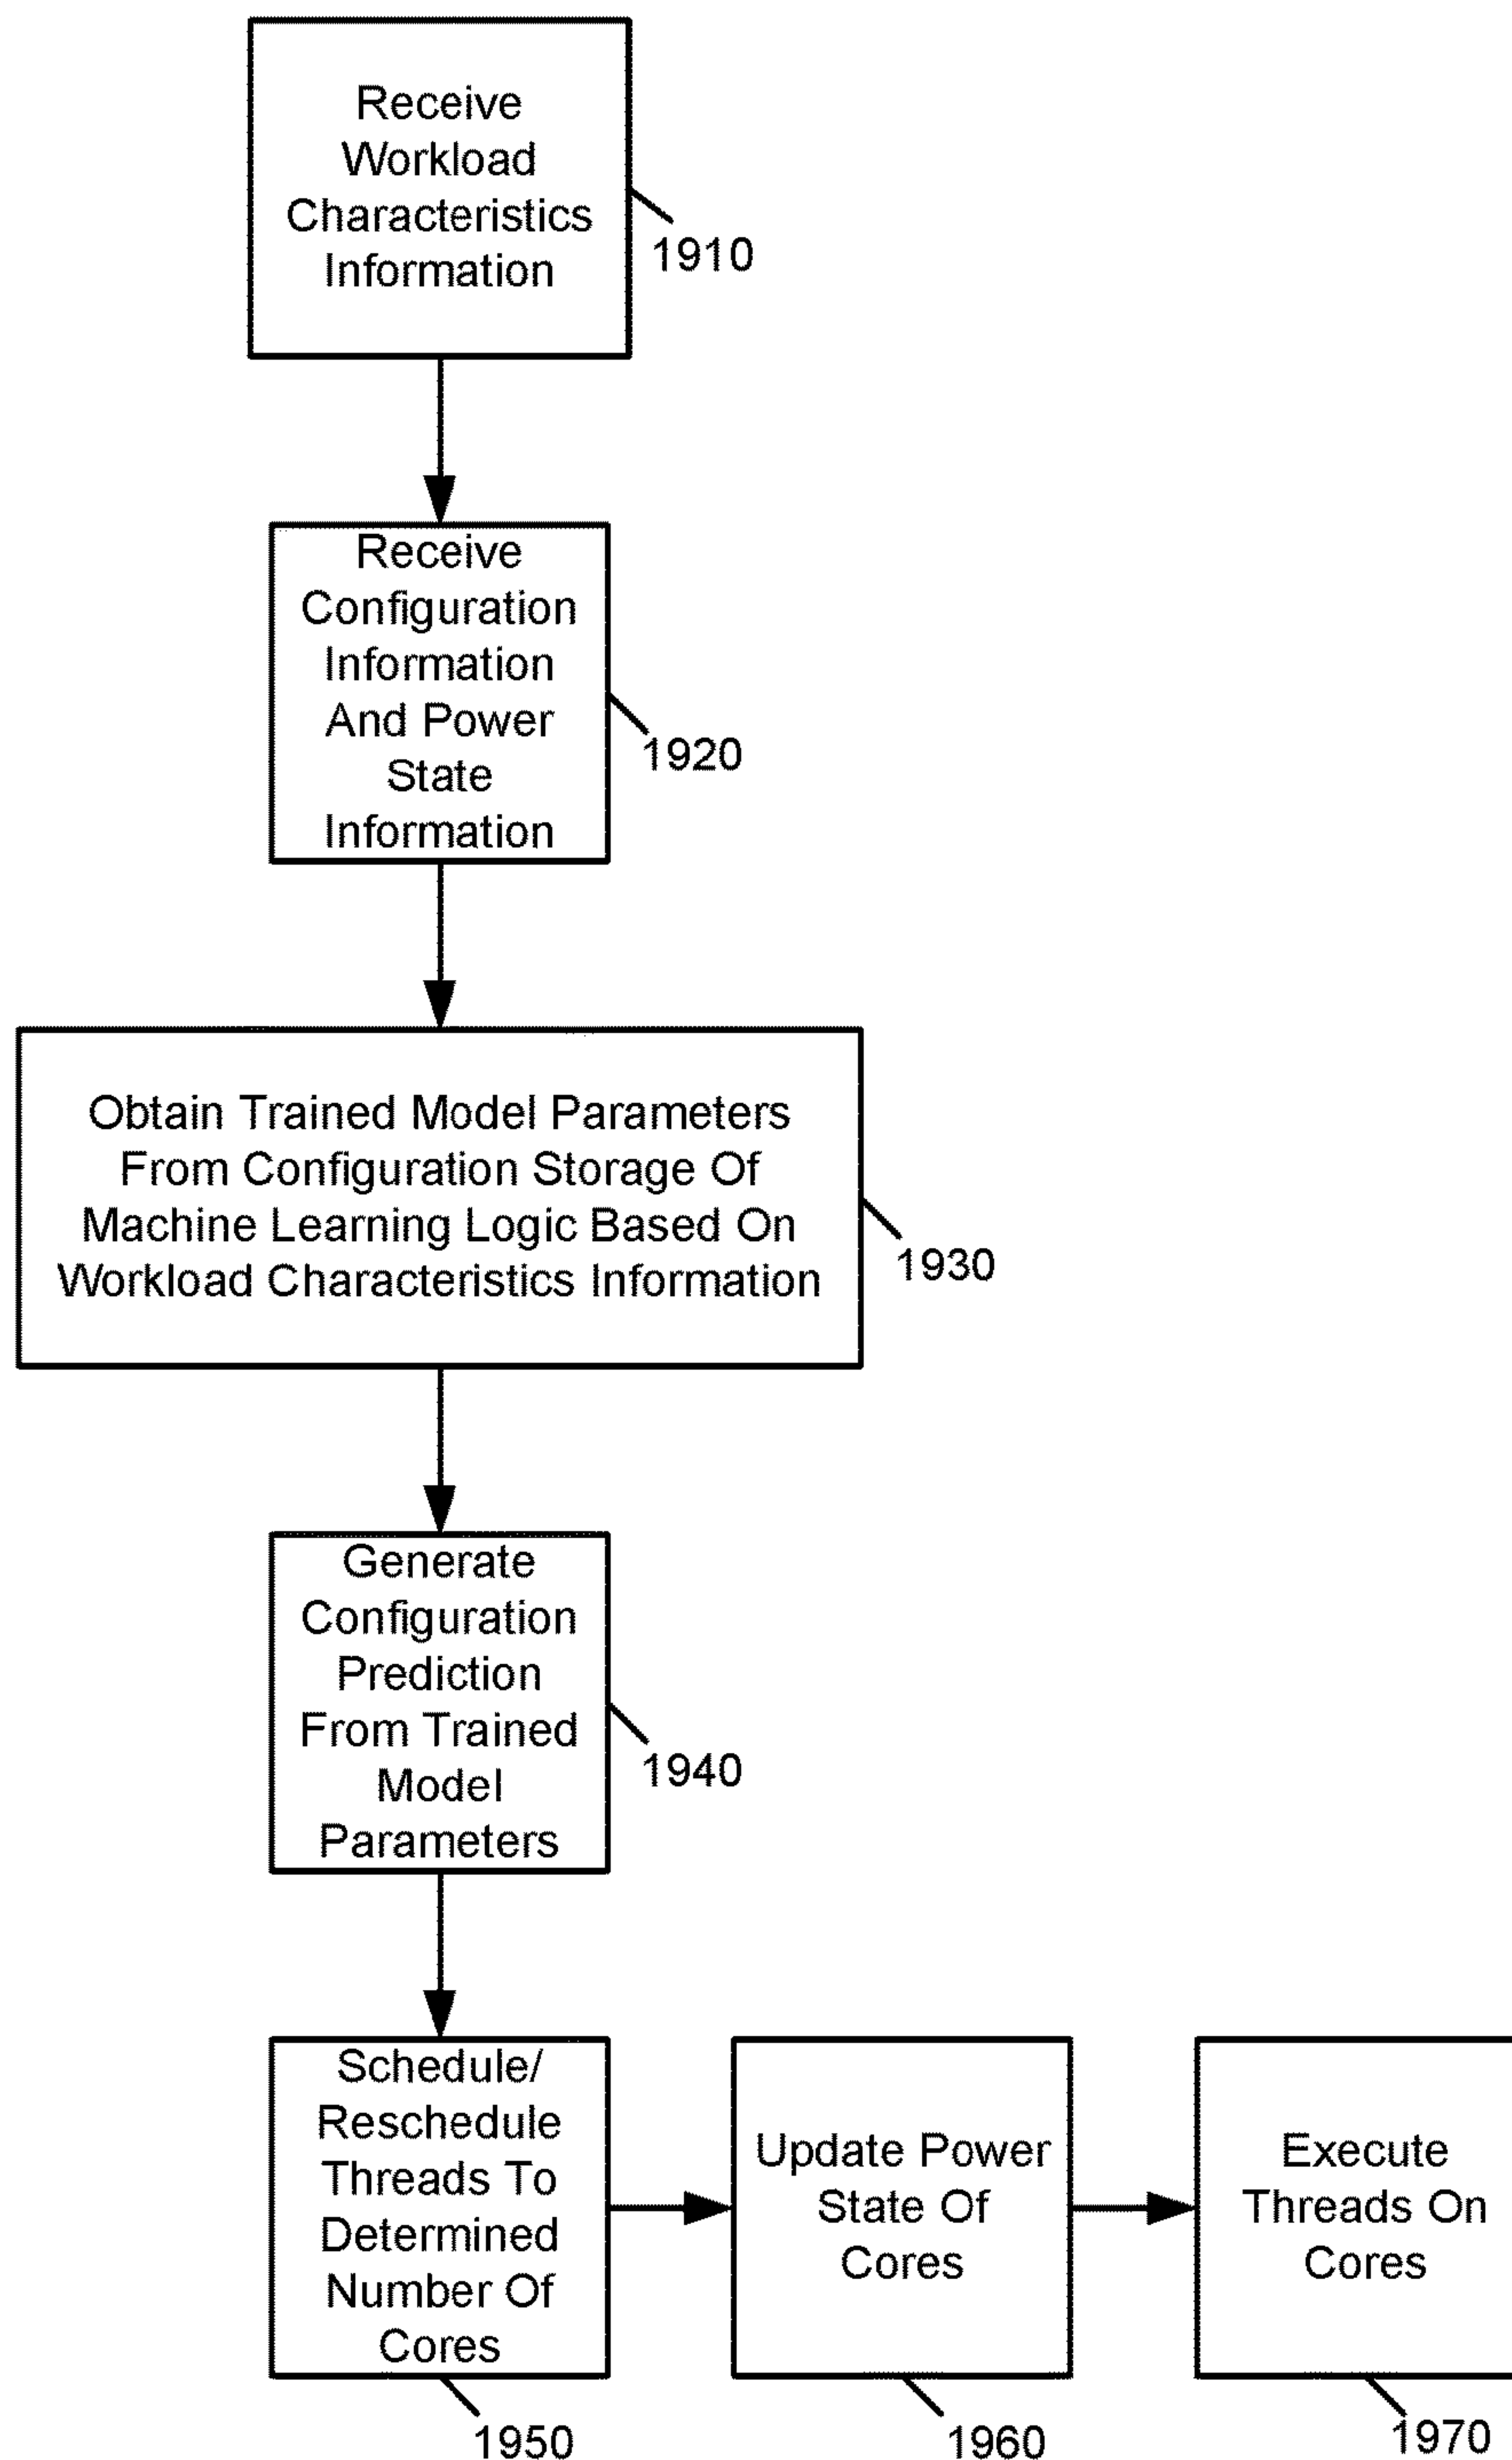 Receive
Workload
Characteristics
Information
1910
Receive
Configuration
Information
And Power
State
Information
1920
Obtain Trained Model Parameters
From Configuration Storage Of
Machine Learning Logic Based On
Workload Characteristics Information
1930
Generate
Configuration
Prediction
From Trained
Model
Parameters
1940
Schedule/
Reschedule
Threads To
Determined
Number Of
Cores
1950
Update Power
State Of
Cores
1960
Execute
Threads On
Cores
1970